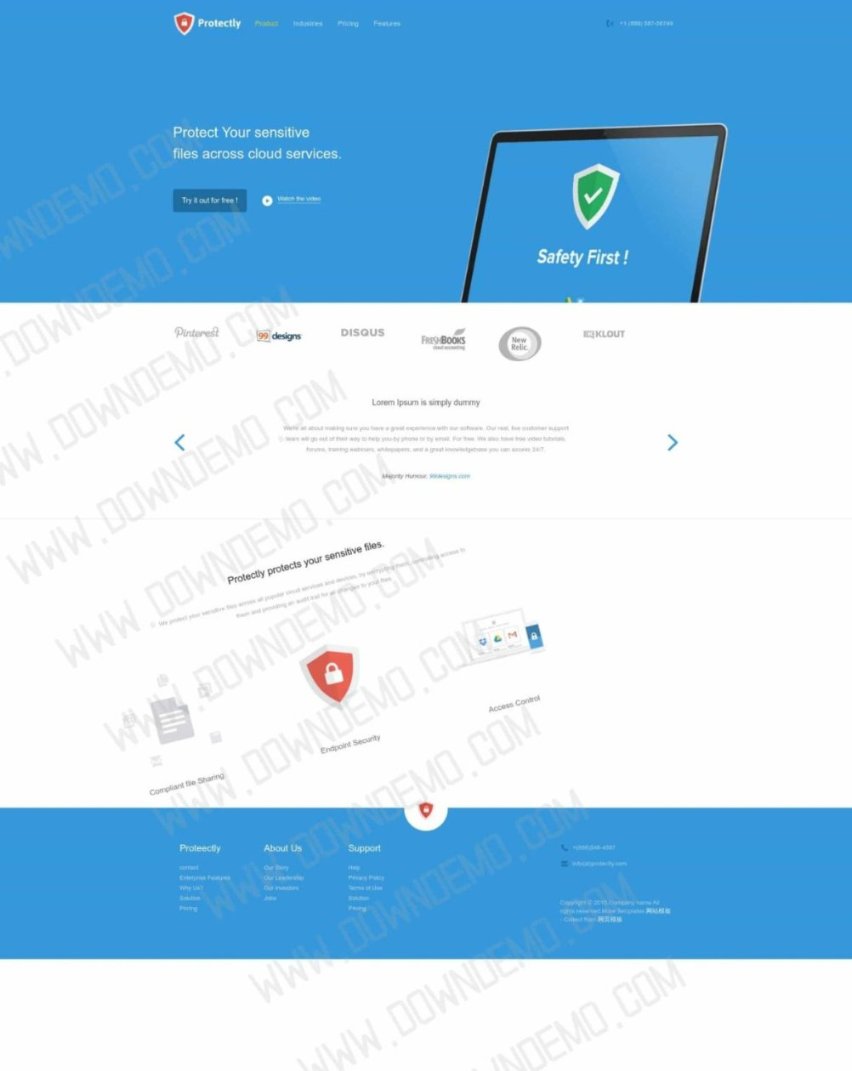 Protectly
Product
Industries
Pricing
Features
Protect Your sensitive
files across cloud services.
Try it out for free !
Watch the video
Safety First !
Pinterest
99designs
DISQUS
FRESHBOOKS
cloud accounting
New
Relic.
KLOUT
Lorem Ipsum is simply dummy
We're all about making sure you have a great experience with our software. Our real, live customer support
team will go out of their way to help you by phone or by email. For free. We also have free video tutorials,
forums, training webinars, whitepapers, and a great knowledgebase you can access 24/7.
Majority Humour, 99designs.com
Protectly protects your sensitive files.
We protect your sensitive files across all popular cloud services and devices, by encrypting them, controlling access to
them and providing an audit trail for all changes to your files.
Compliant file Sharing
Endpoint Security
Access Control
Proteectly
contact
Enterprise Features
Why Us?
Solution
Pricing
About Us
Our Story
Our Leadership
Our investors
Jobs
Support
Help
Privacy Policy
Terms of Use
Solution
Pricing
info@protectly.com
Copyright © 2015.Company name All
rights reserved.More Templates 网站模板
- Collect from 网页模板
WWW.DOWNDEMO.COM